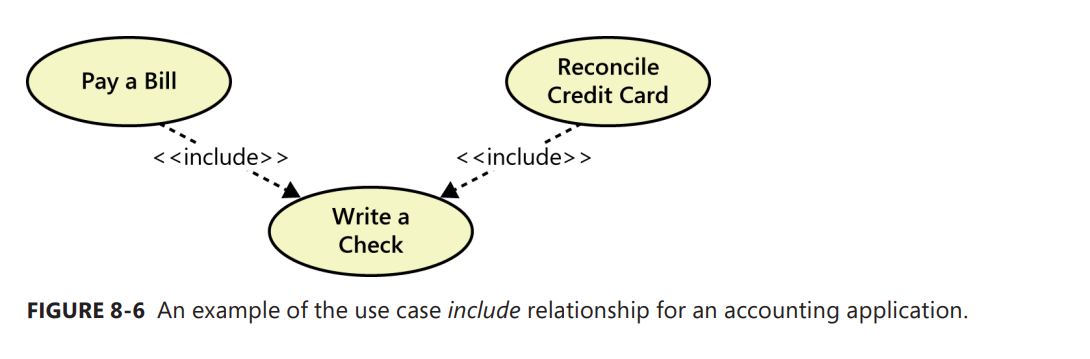 Pay a Bill
Reconcile
Credit Card
<<include>>
<<include>>
Write a
Check
FIGURE 8-6 An example of the use case include relationship for an accounting application.